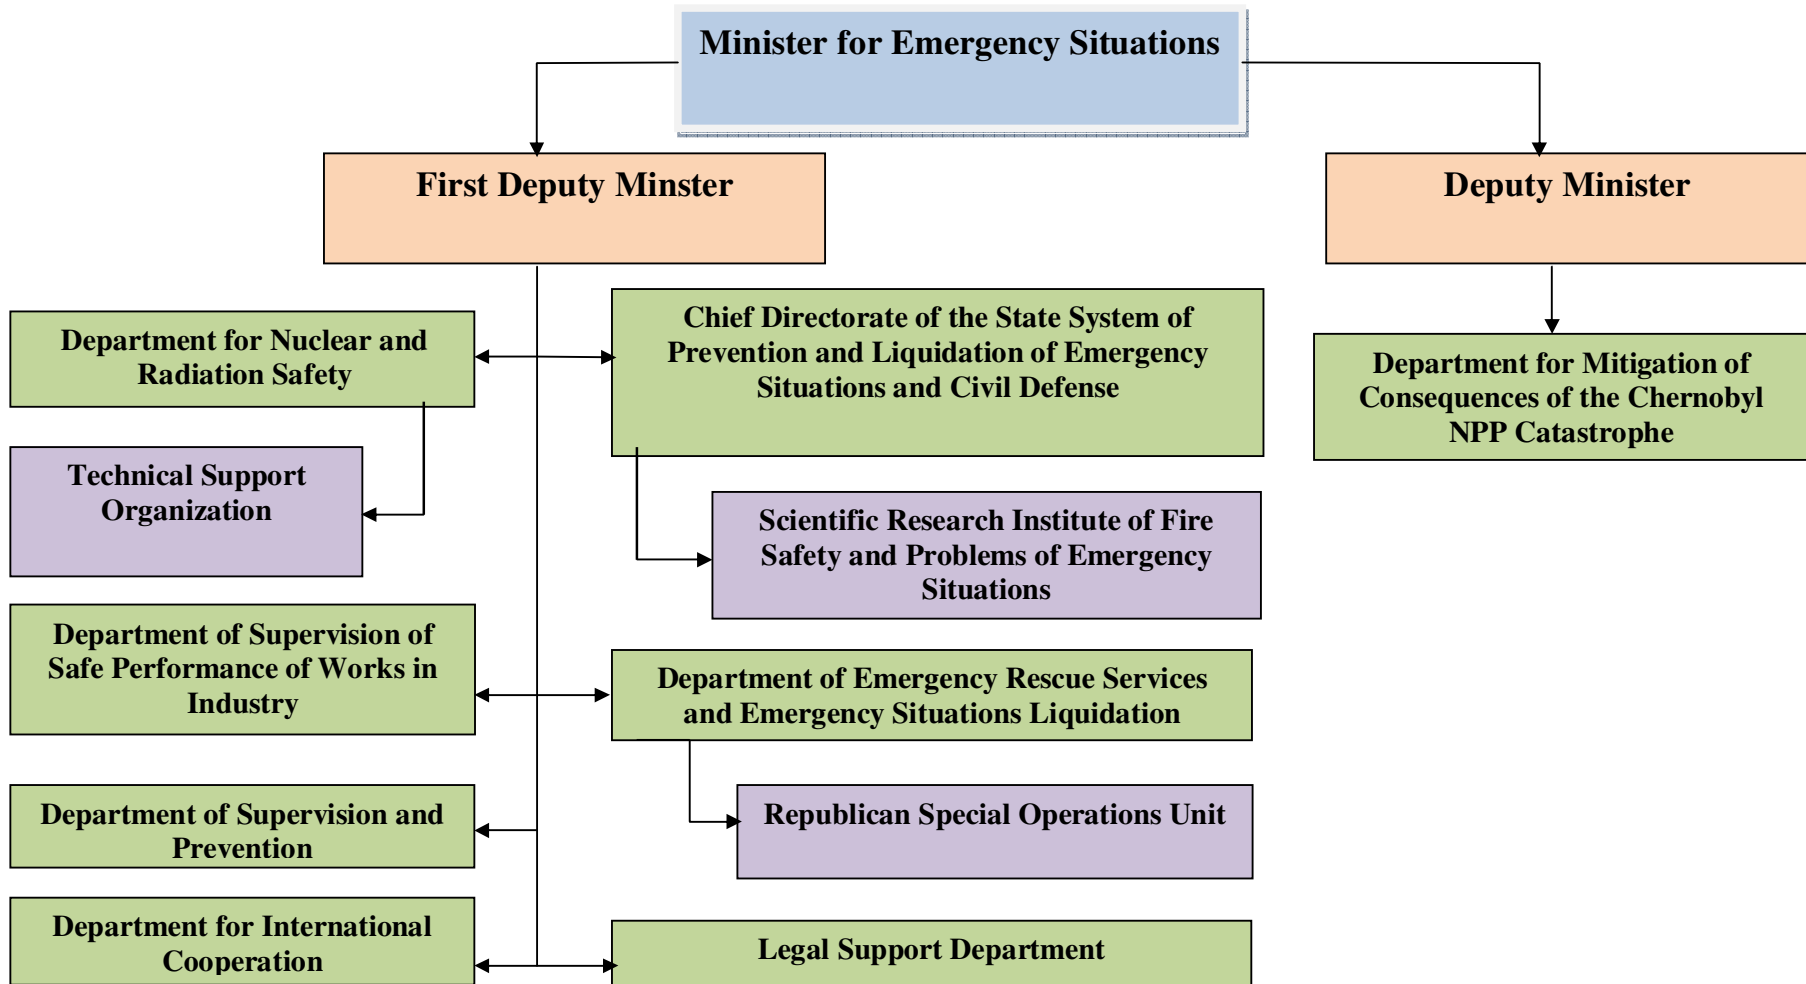 Minister for Emergency Situations
First Deputy Minster
Deputy Minister
Department for Nuclear and
Radiation Safety
Chief Directorate of the State System of
Prevention and Liquidation of Emergency
Situations and Civil Defense
Department for Mitigation of
Consequences of the Chernobyl
NPP Catastrophe
Technical Support
Organization
Scientific Research Institute of Fire
Safety and Problems of Emergency
Situations
Department of Supervision of
Safe Performance of Works in
Industry
Department of Emergency Rescue Services
and Emergency Situations Liquidation
Department of Supervision and
Prevention
Republican Special Operations Unit
Department for International
Cooperation
Legal Support Department